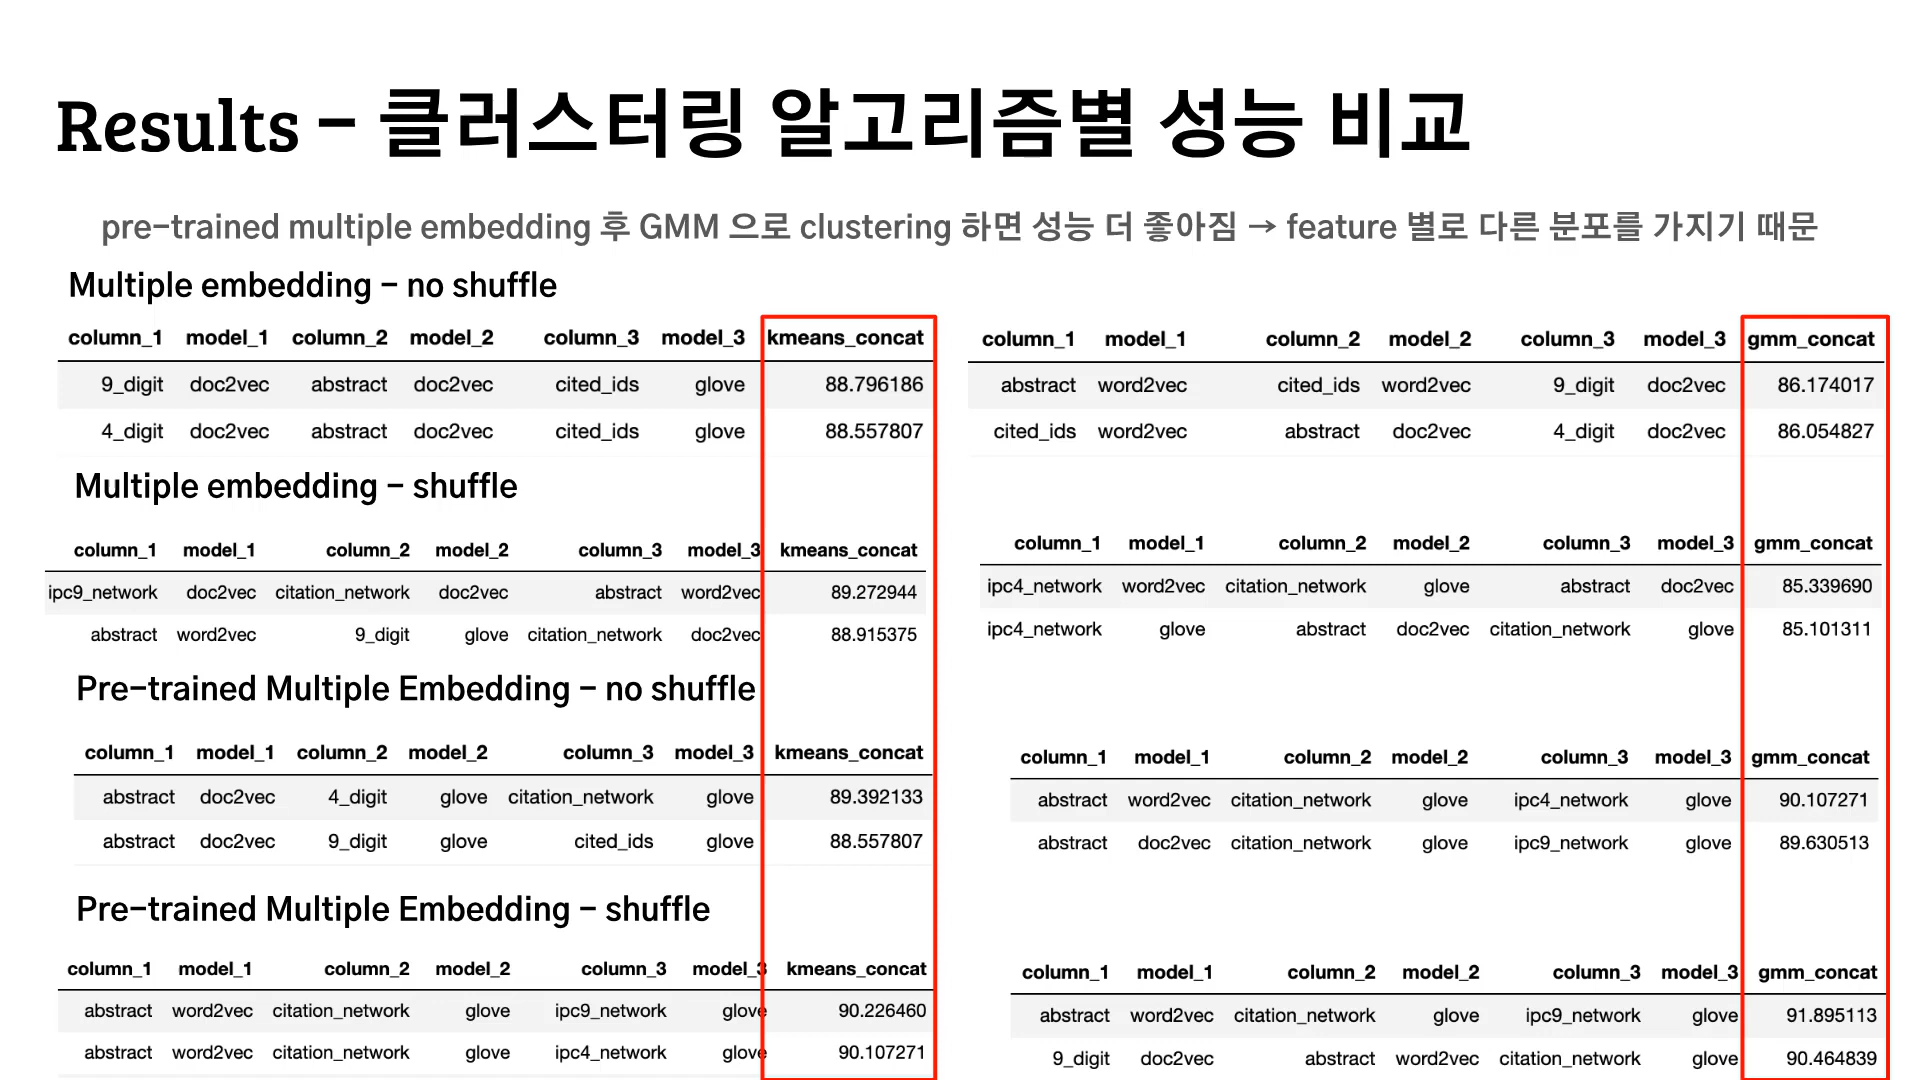 Results – 클러스터링 알고리즘별 성능 비교
pre-trained multiple embedding 후 GMM 으로 clustering 하면 성능 더 좋아짐 → feature 별로 다른 분포를 가지기 때문
Multiple embedding – no shuffle
column_1 model_1 column_2 model_2 column_3 model_3 kmeans_concat
9_digit doc2vec abstract doc2vec cited_ids glove 88.796186
4_digit doc2vec abstract doc2vec cited_ids glove 88.557807
column_1 model_1 column_2 model_2 column_3 model_3 gmm_concat
abstract word2vec cited_ids word2vec 9_digit doc2vec 86.174017
cited_ids word2vec abstract doc2vec 4_digit doc2vec 86.054827
Multiple embedding – shuffle
column_1 model_1 column_2 model_2 column_3 model_3 kmeans_concat
ipc9_network doc2vec citation_network doc2vec abstract word2vec 89.272944
abstract word2vec 9_digit glove citation_network doc2vec 88.915375
column_1 model_1 column_2 model_2 column_3 model_3 gmm_concat
ipc4_network word2vec citation_network glove abstract doc2vec 85.339690
ipc4_network glove abstract doc2vec citation_network glove 85.101311
Pre-trained Multiple Embedding – no shuffle
column_1 model_1 column_2 model_2 column_3 model_3 kmeans_concat
abstract doc2vec 4_digit glove citation_network glove 89.392133
abstract doc2vec 9_digit glove cited_ids glove 88.557807
column_1 model_1 column_2 model_2 column_3 model_3 gmm_concat
abstract word2vec citation_network glove ipc4_network glove 90.107271
abstract doc2vec citation_network glove ipc9_network glove 89.630513
Pre-trained Multiple Embedding – shuffle
column_1 model_1 column_2 model_2 column_3 model_3 kmeans_concat
abstract word2vec citation_network glove ipc9_network glove 90.226460
abstract word2vec citation_network glove ipc4_network glove 90.107271
column_1 model_1 column_2 model_2 column_3 model_3 gmm_concat
abstract word2vec citation_network glove ipc9_network glove 91.895113
9_digit doc2vec abstract word2vec citation_network glove 90.464839